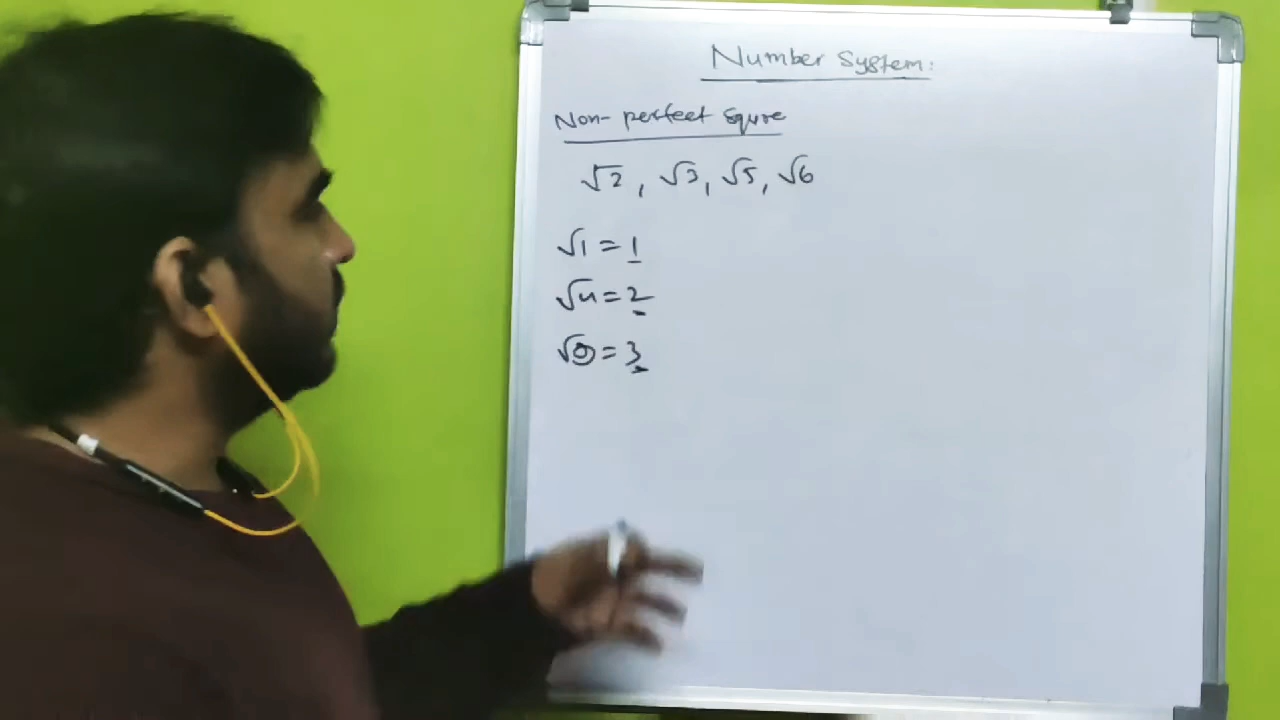 Number System:
Non-perfect Squre
√2, √3, √5, √6
√1 = 1
√4 = 2
√9 = 3